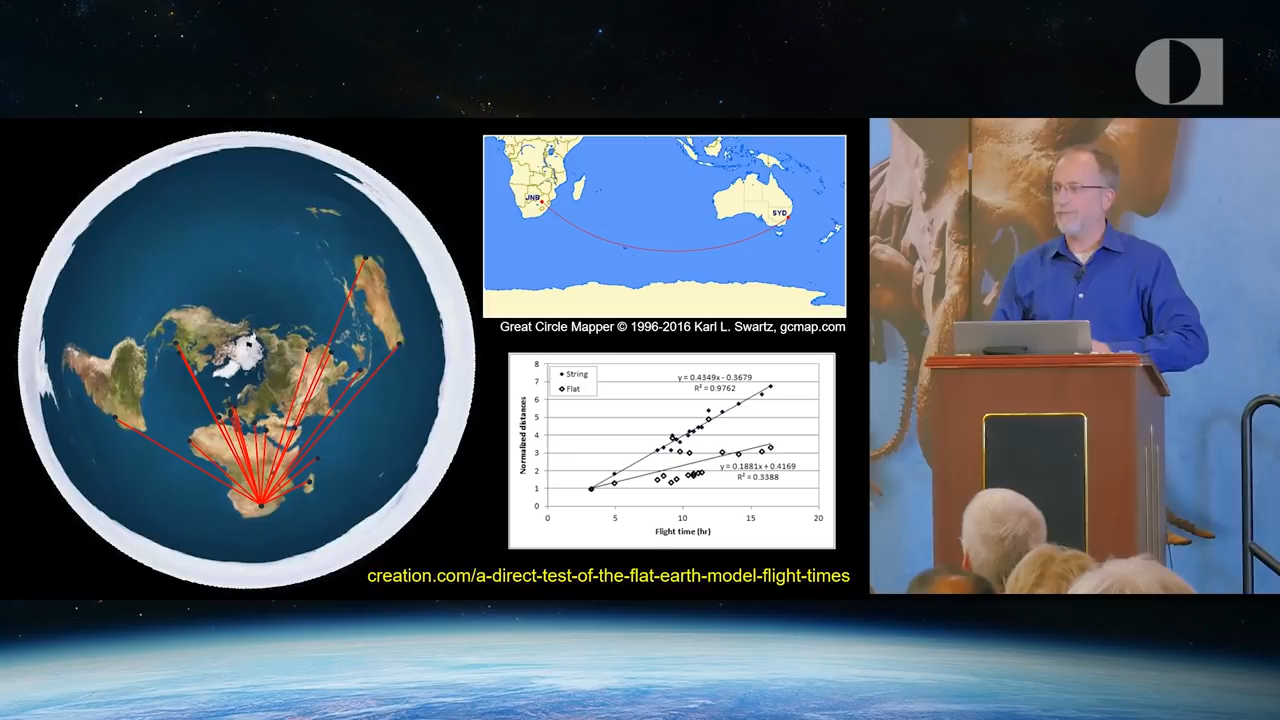 JNB
SYD
Great Circle Mapper © 1996-2016 Karl L. Swartz, gcmap.com
8
7
6
5
4
3
2
1
0
Normalized distances
String
Flat
y = 0.4349x - 0.3679
R² = 0.9762
y = 0.1881x + 0.4169
R² = 0.3388
0 5 10 15 20
Flight time (hr)
creation.com/a-direct-test-of-the-flat-earth-model-flight-times